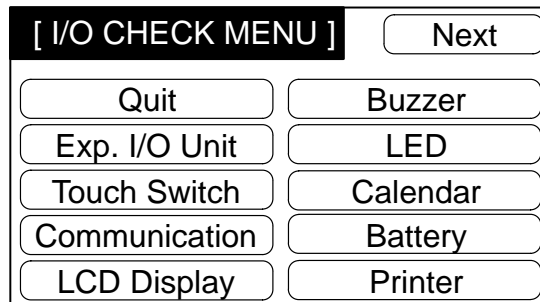 [ I/O CHECK MENU ] Next
Quit Buzzer
Exp. I/O Unit LED
Touch Switch Calendar
Communication Battery
LCD Display Printer